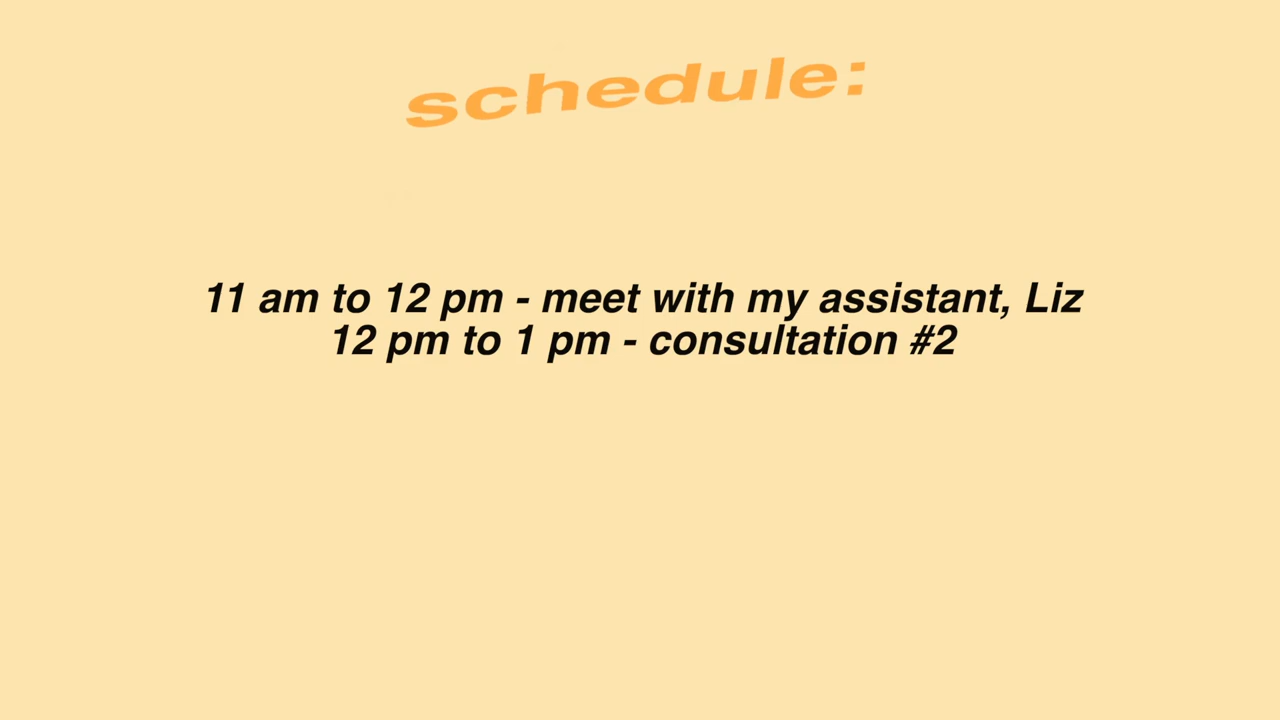 schedule:
11 am to 12 pm - meet with my assistant, Liz
12 pm to 1 pm - consultation #2